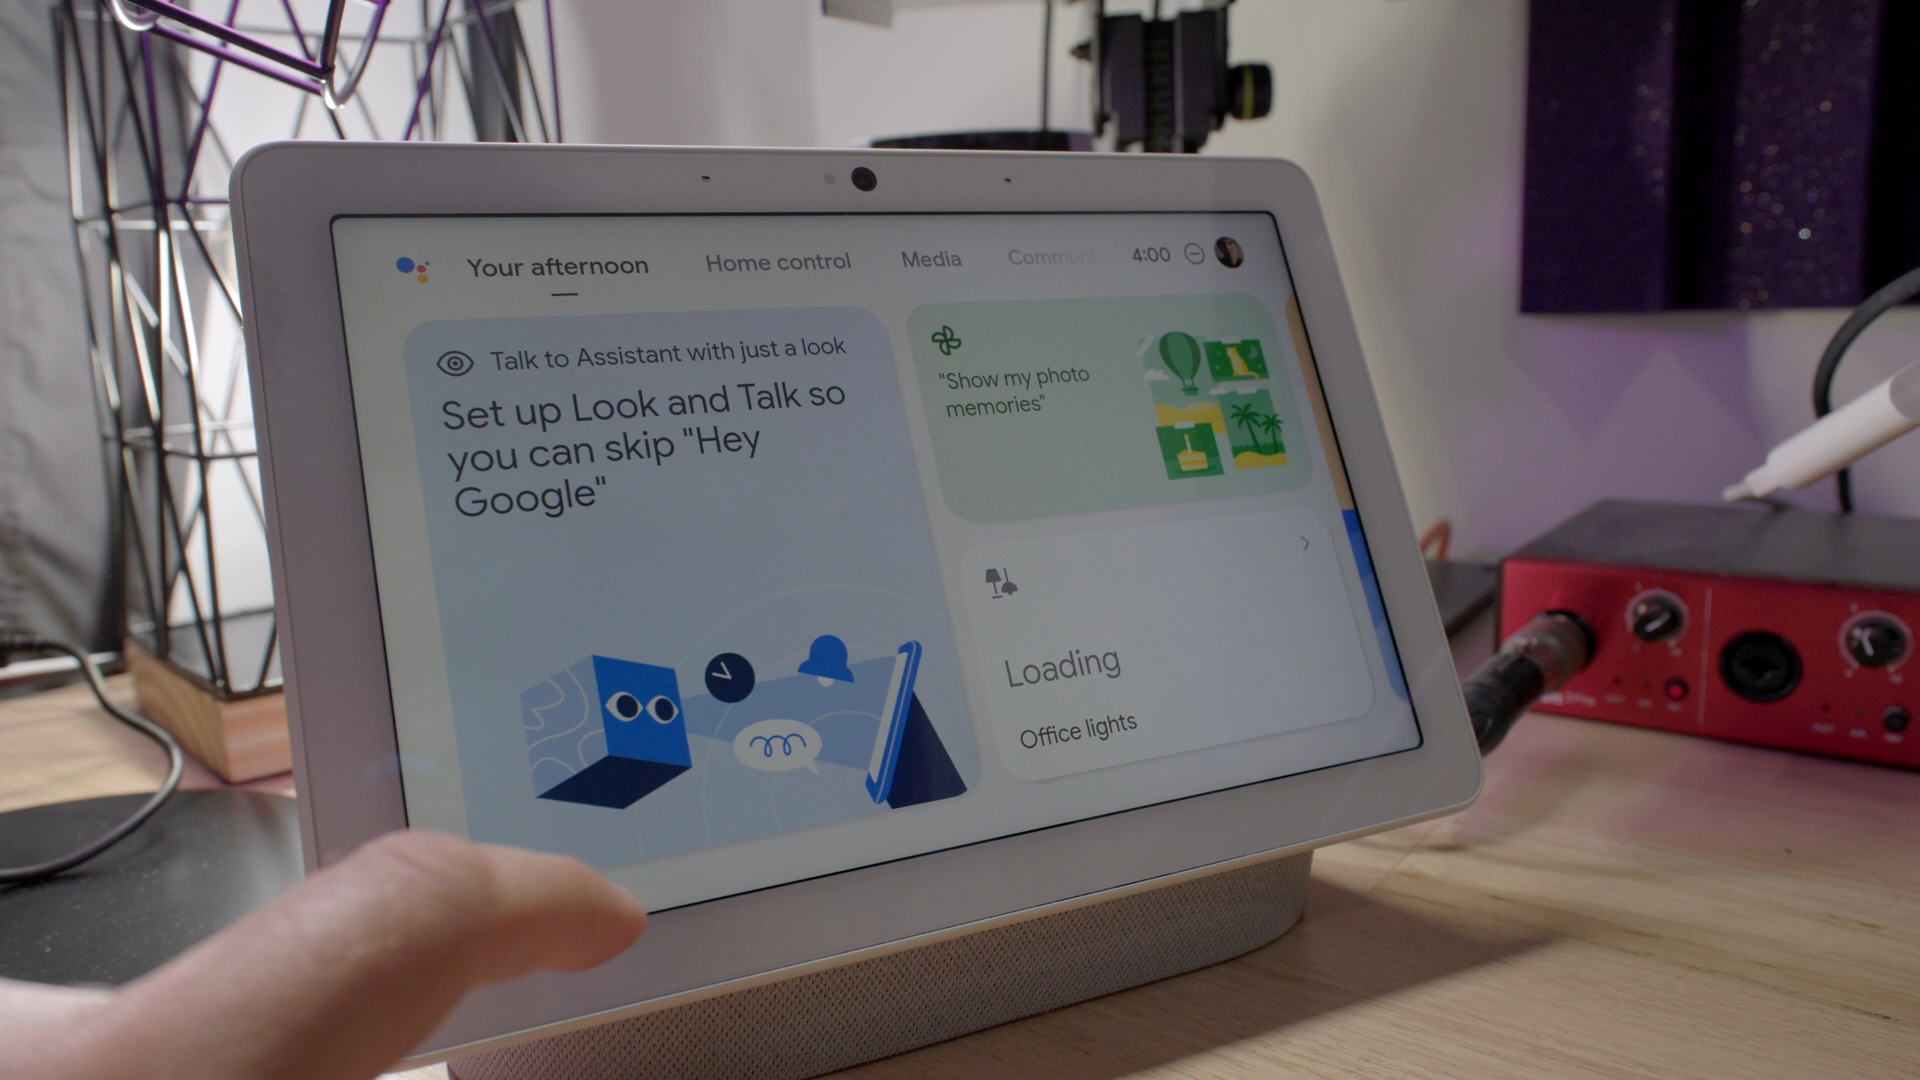 Your afternoon
Home control
Media
Communic
4:00
Talk to Assistant with just a look
Set up Look and Talk so
you can skip "Hey
Google"
"Show my photo
memories"
Loading
Office lights